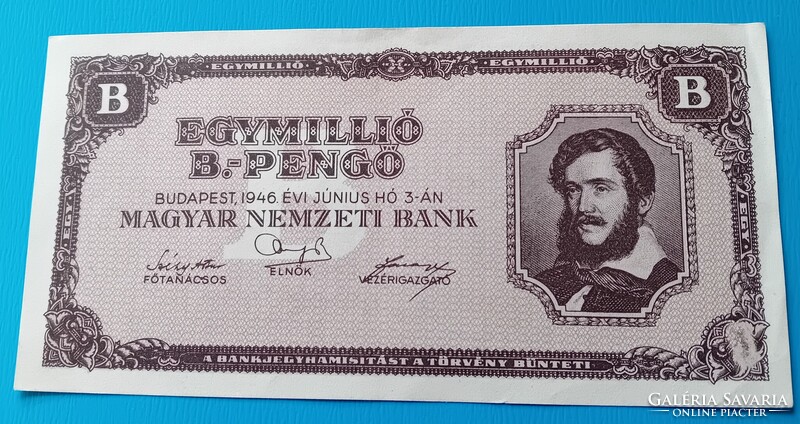 EGYMILLIÓ EGYMILLIÓ
B B
EGYMILLIÓ
B.-PENGŐ
BUDAPEST, 1946. ÉVI JÚNIUS HÓ 3-ÁN
MAGYAR NEMZETI BANK
FŐTANÁCSOS ELNÖK VEZÉRIGAZGATÓ
A BANKJEGYHAMISÍTÁST A TÖRVÉNY BÜNTETI.
GALÉRIA SAVARIA
ONLINE PIACTÉR